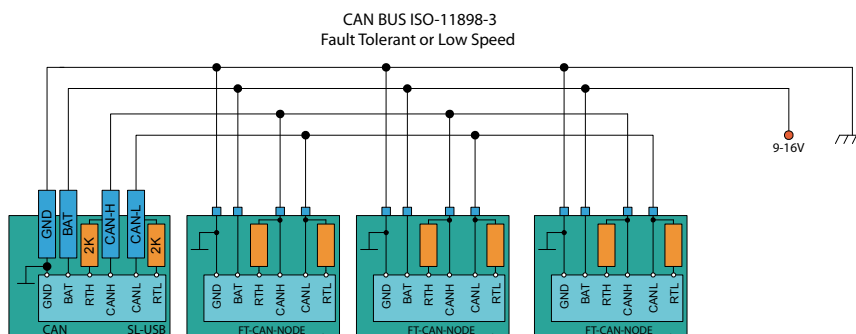 CAN BUS ISO-11898-3
Fault Tolerant or Low Speed
9-16V
GND BAT CAN-H CAN-L
2K 2K
GND BAT RTH CANH CANL RTL
GND BAT RTH CANH CANL RTL
GND BAT RTH CANH CANL RTL
GND BAT RTH CANH CANL RTL
CAN SL-USB
FT-CAN-NODE
FT-CAN-NODE
FT-CAN-NODE